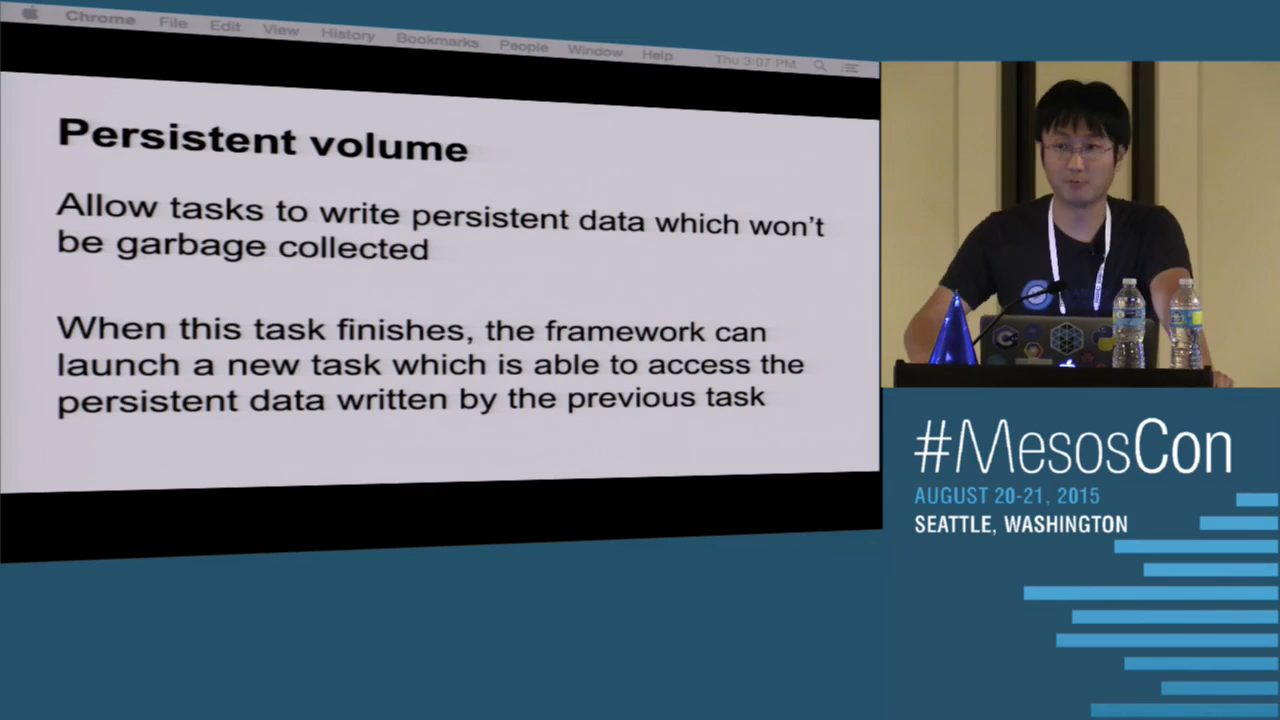 Chrome File Edit View History Bookmarks People Window Help Thu 3:07 PM
Persistent volume
Allow tasks to write persistent data which won't
be garbage collected
When this task finishes, the framework can
launch a new task which is able to access the
persistent data written by the previous task
#MesosCon
AUGUST 20-21, 2015
SEATTLE, WASHINGTON